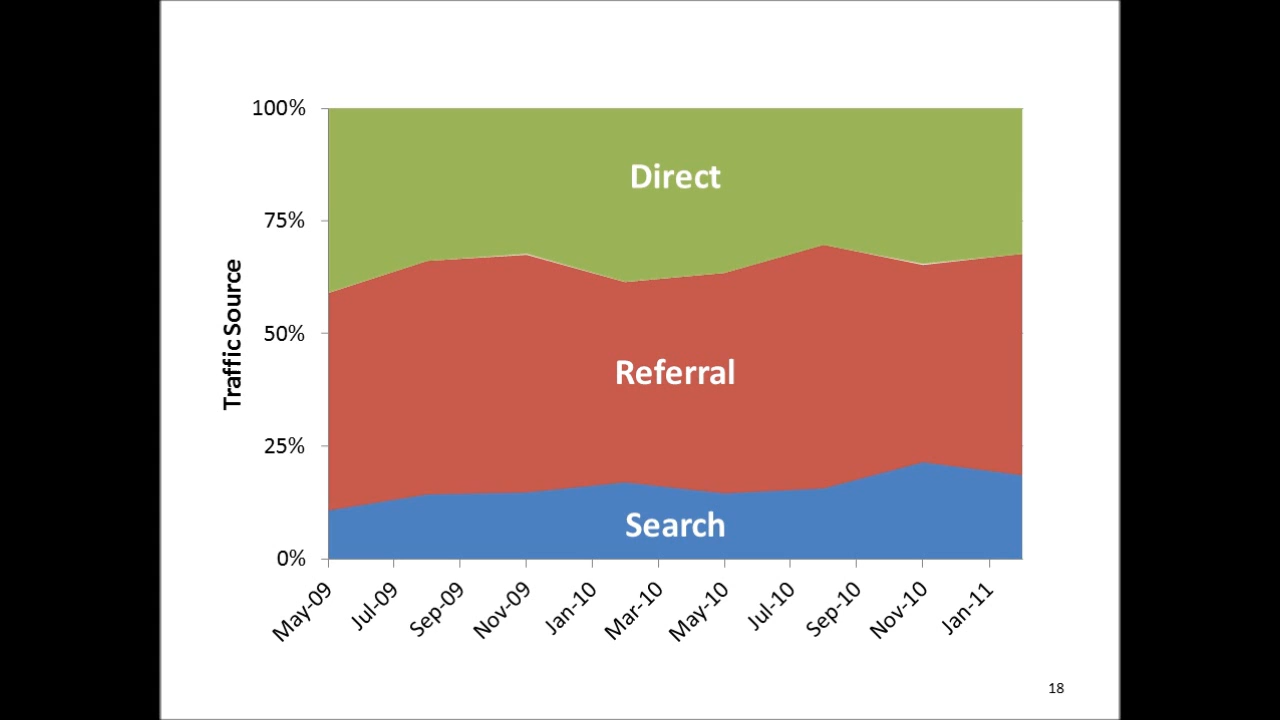 100%
Direct
75%
Traffic Source
50%
Referral
25%
Search
0%
May-09
Jul-09
Sep-09
Nov-09
Jan-10
Mar-10
May-10
Jul-10
Sep-10
Nov-10
Jan-11
18